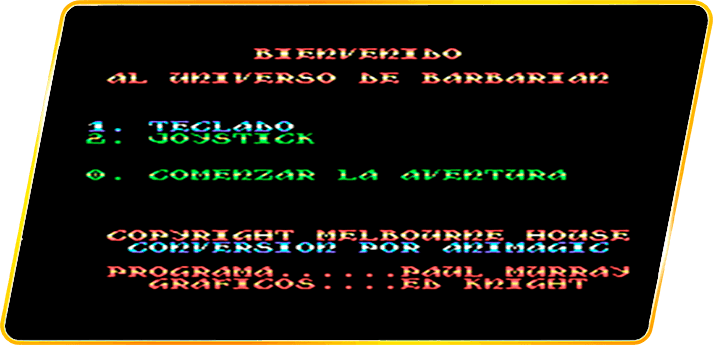 BIENVENIDO
AL UNIVERSO DE BARBARIAN
1. TECLADO
2. JOYSTICK
0. COMENZAR LA AVENTURA
COPYRIGHT MELBOURNE HOUSE
CONVERSION POR ANIMAGIC
PROGRAMA......PAUL MURRAY
GRAFICOS::::ED KNIGHT